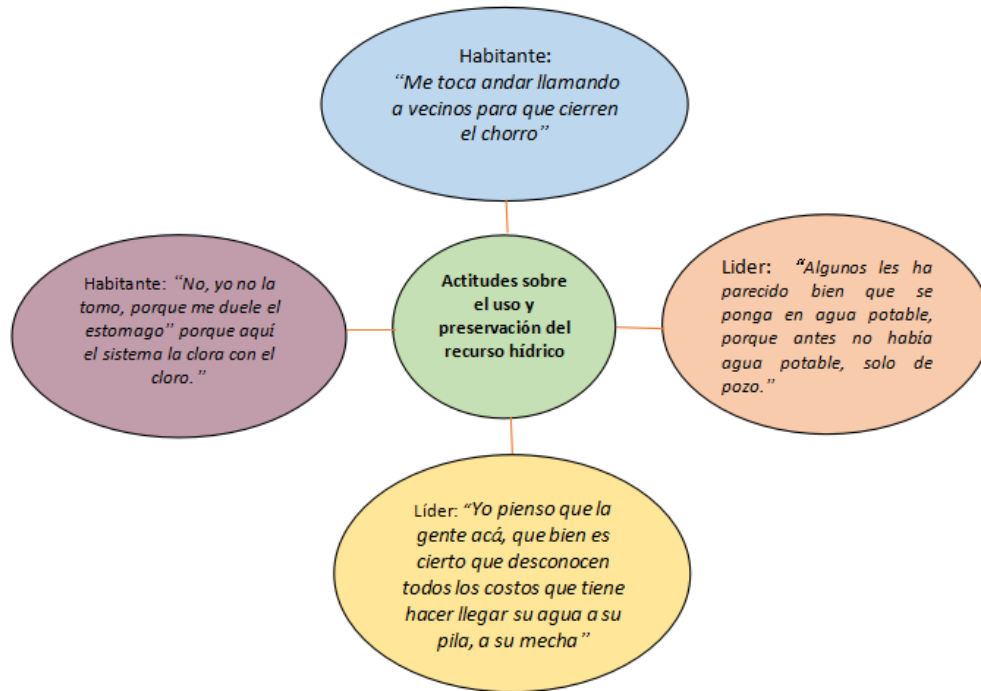 Habitante:
“Me toca andar llamando
a vecinos para que cierren
el chorro”
Habitante: “No, yo no la
tomo, porque me duele el
estomago” porque aquí
el sistema la clora con el
cloro.”
Actitudes sobre
el uso y
preservación del
recurso hídrico
Lider: “Algunos les ha
parecido bien que se
ponga en agua potable,
porque antes no había
agua potable, solo de
pozo.”
Líder: “Yo pienso que la
gente acá, que bien es
cierto que desconocen
todos los costos que tiene
hacer llegar su agua a su
pila, a su mecha”